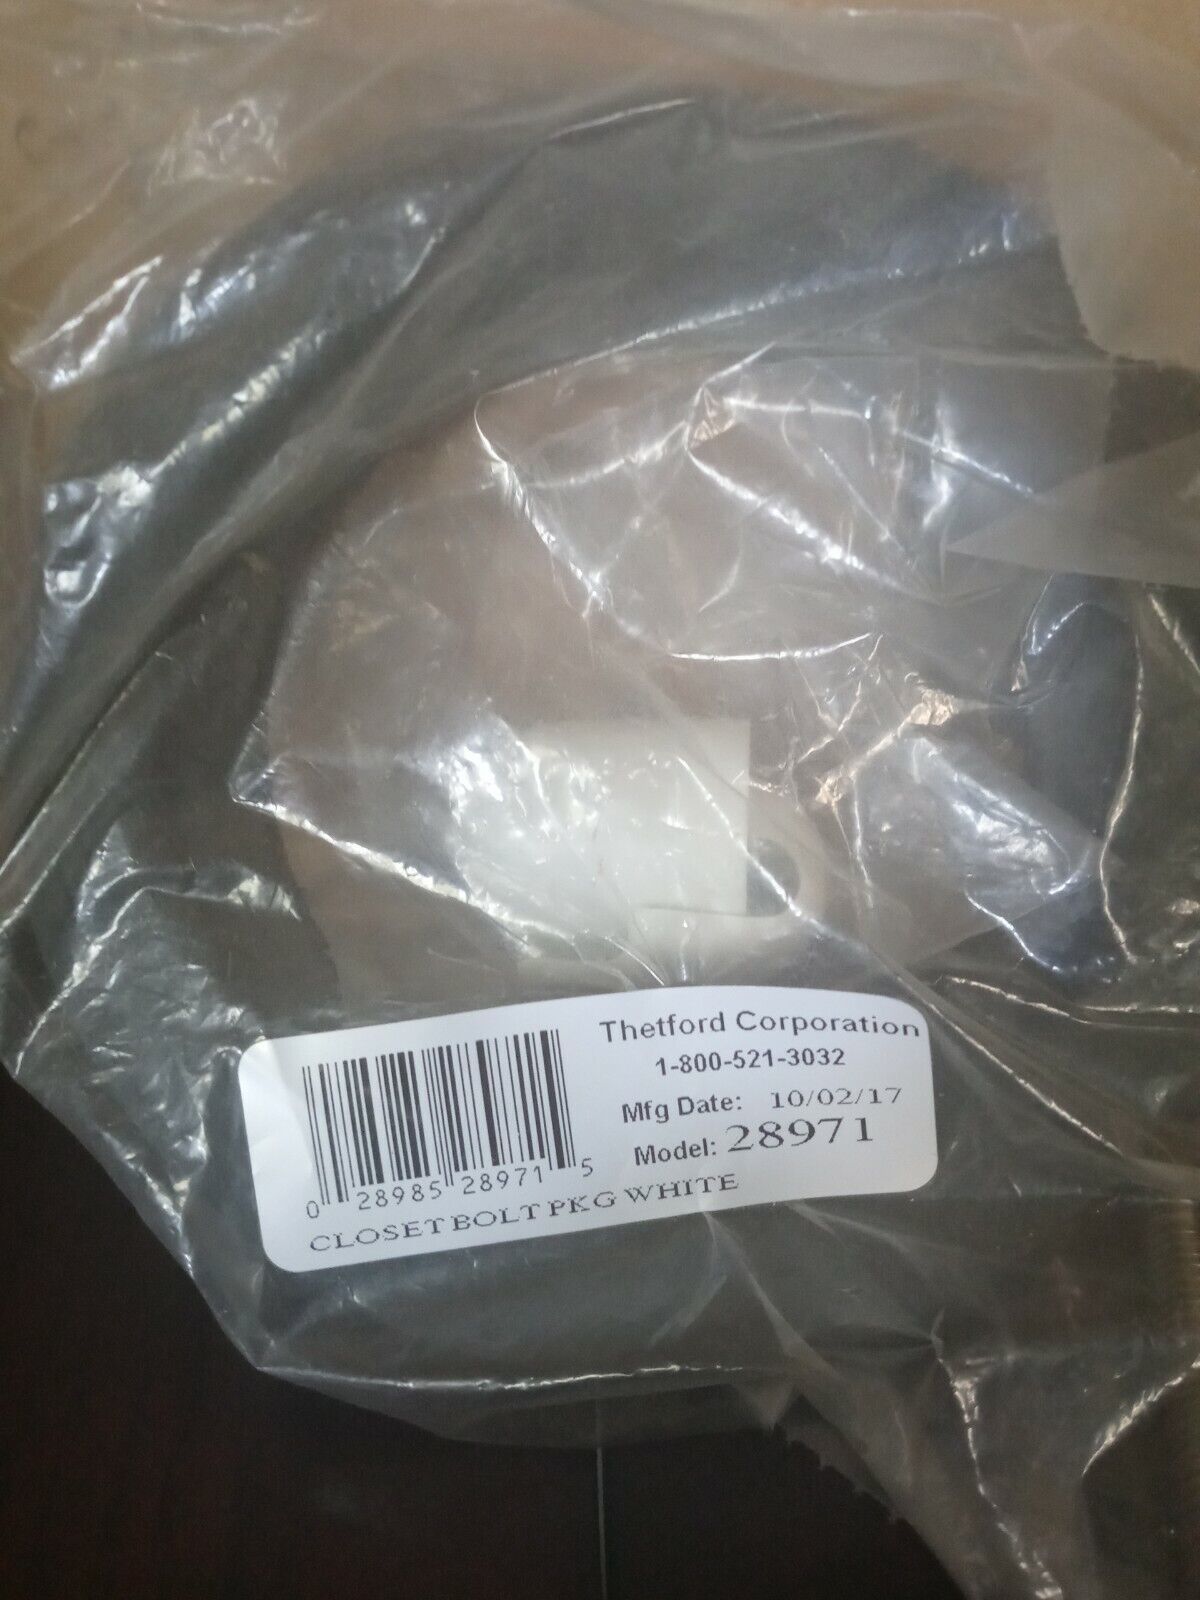 Thetford Corporation
1-800-521-3032
Mfg Date: 10/02/17
Model: 28971
0 28985 28971 5
CLOSET BOLT PKG WHITE